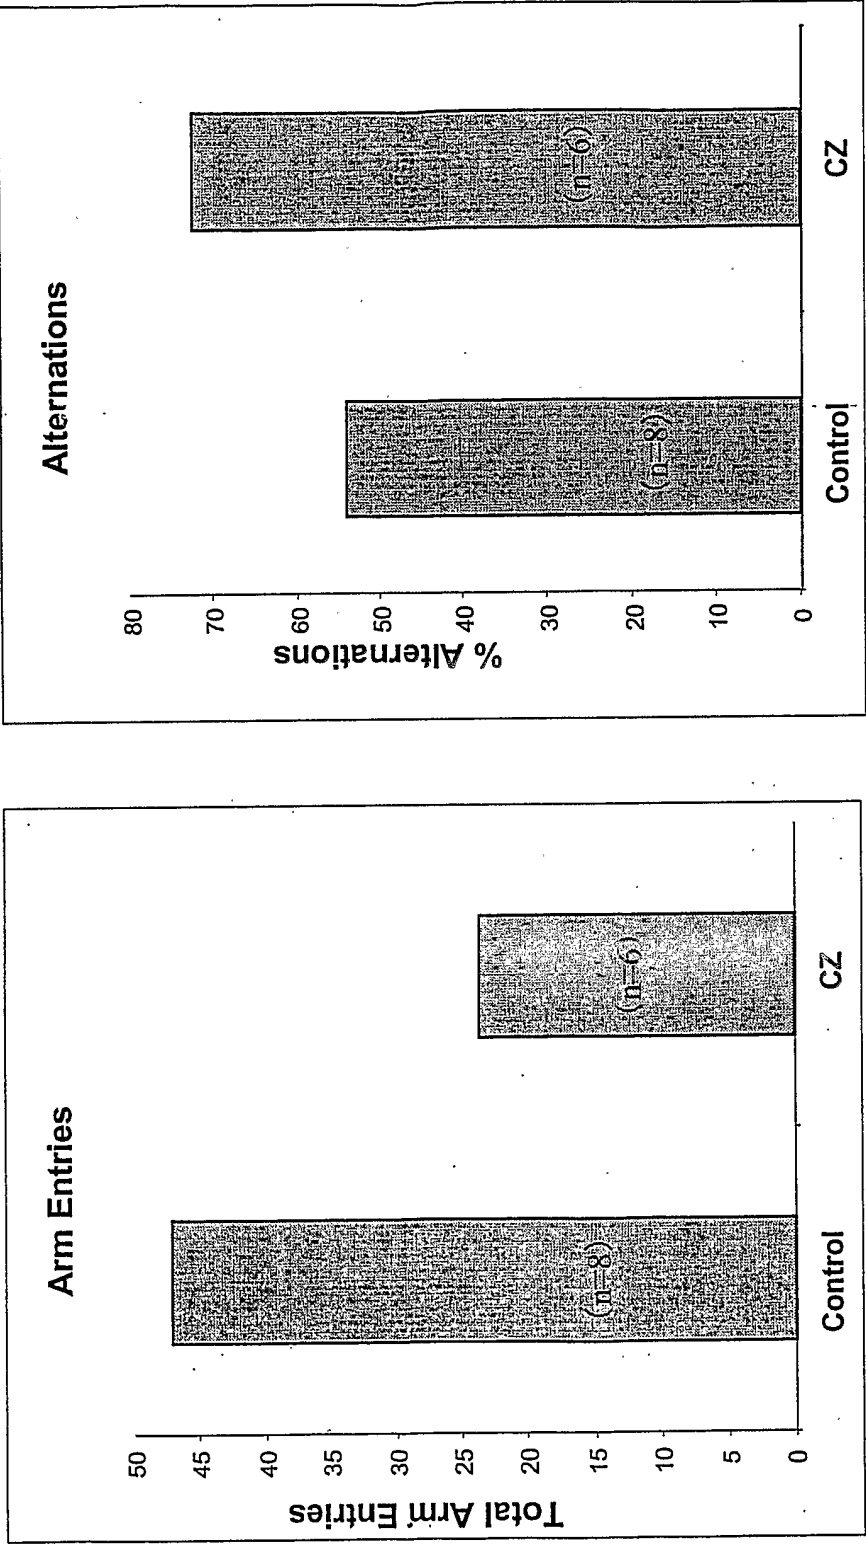 Arm Entries
Total Arm Entries
50
45
40
35
30
25
20
15
10
5
0
(n=8)
(n=6)
Control
CZ
Alternations
% Alternations
80
70
60
50
40
30
20
10
0
(n=8)
(n=6)
Control
CZ